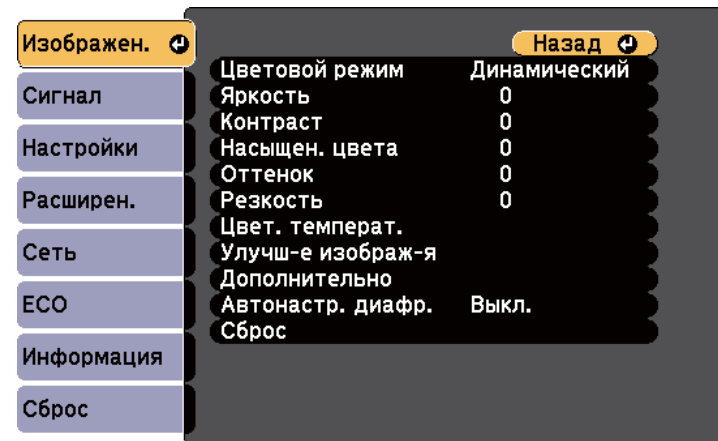 Изображен.
Сигнал
Настройки
Расширен.
Сеть
ECO
Информация
Сброс
Назад
Цветовой режим Динамический
Яркость 0
Контраст 0
Насыщен. цвета 0
Оттенок 0
Резкость 0
Цвет. температ.
Улучш-е изображ-я
Дополнительно
Автонастр. диафр. Выкл.
Сброс